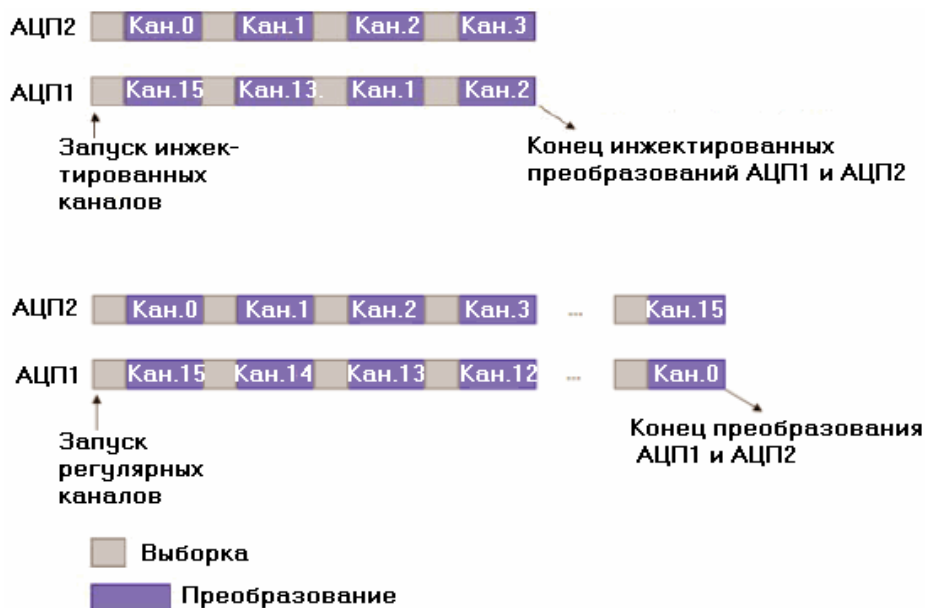 АЦП2 Кан.0 Кан.1 Кан.2 Кан.3
АЦП1 Кан.15 Кан.13. Кан.1 Кан.2
Запуск инжек-
тированных
каналов
Конец инжектированных
преобразований АЦП1 и АЦП2
АЦП2 Кан.0 Кан.1 Кан.2 Кан.3 ... Кан.15
АЦП1 Кан.15 Кан.14 Кан.13 Кан.12 ... Кан.0
Запуск
регулярных
каналов
Конец преобразования
АЦП1 и АЦП2
Выборка
Преобразование